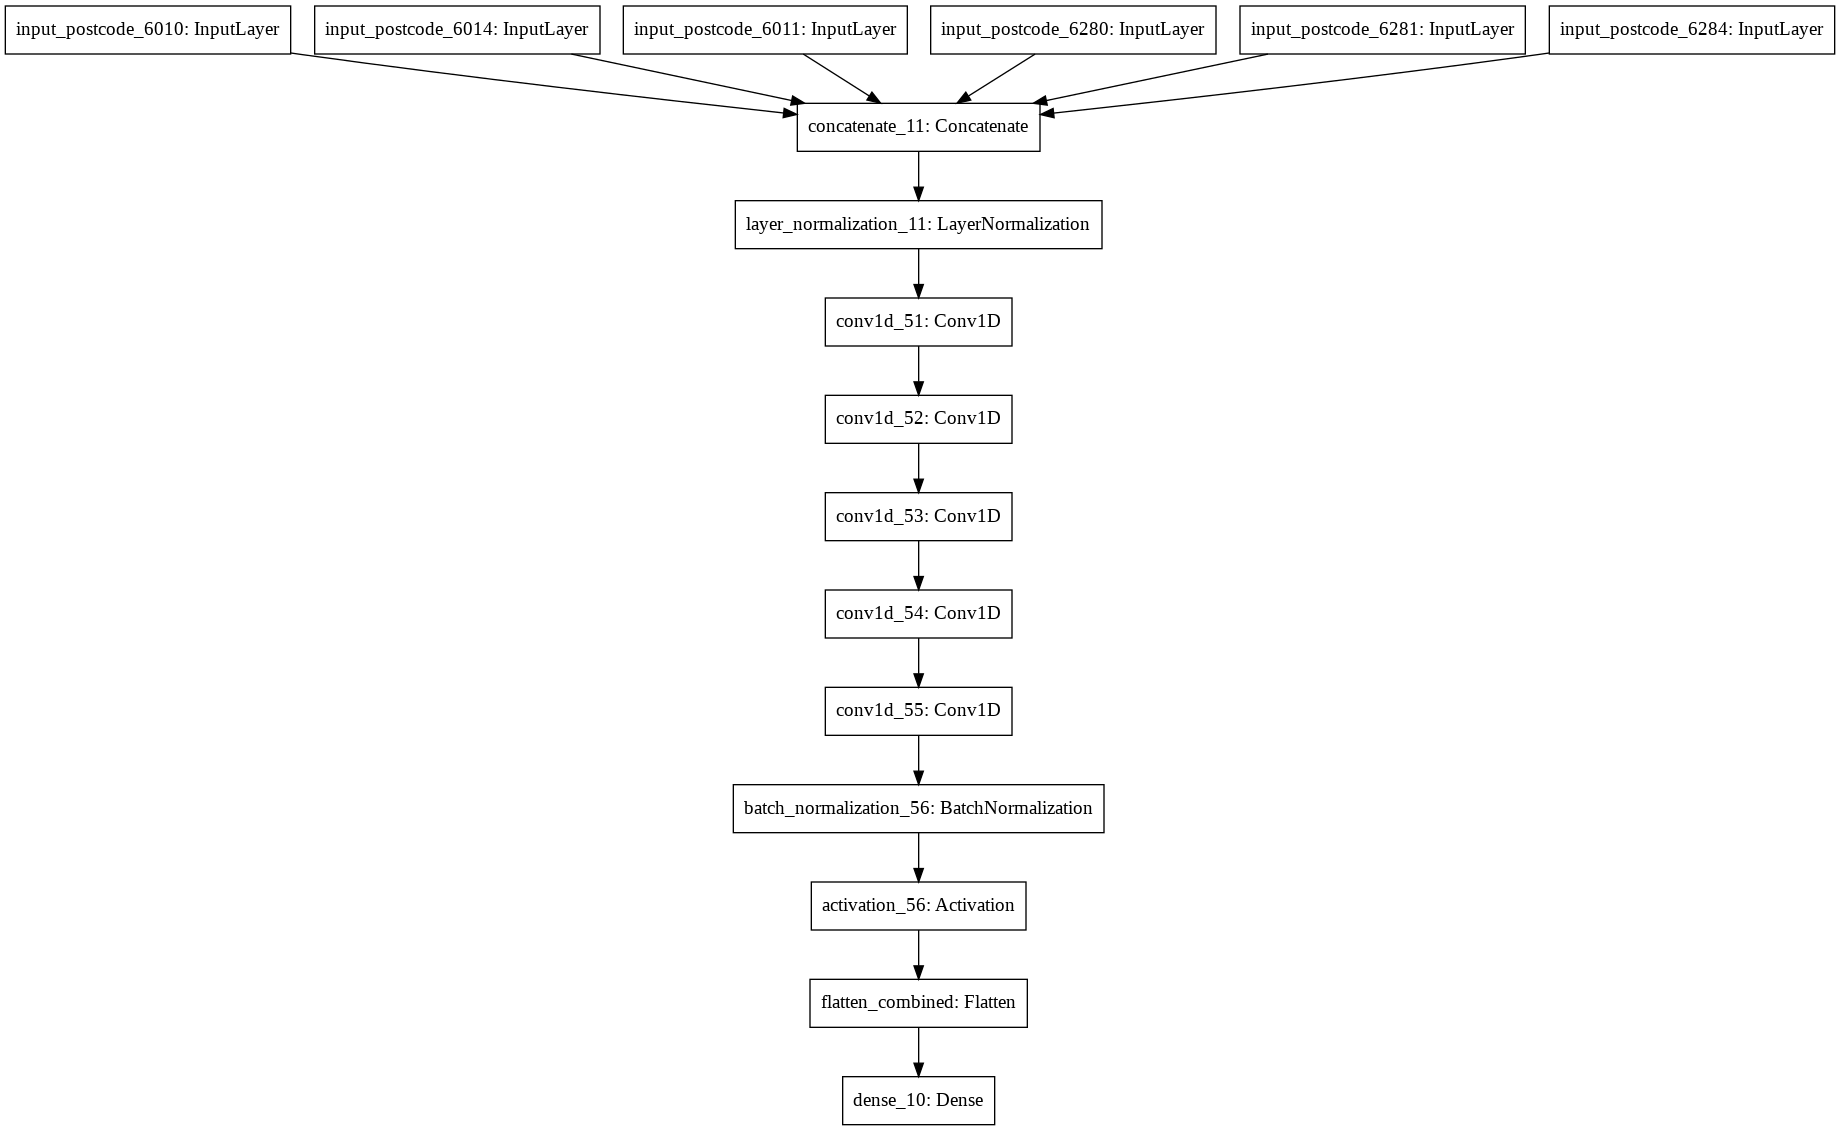 input_postcode_6010: InputLayer
input_postcode_6014: InputLayer
input_postcode_6011: InputLayer
input_postcode_6280: InputLayer
input_postcode_6281: InputLayer
input_postcode_6284: InputLayer
concatenate_11: Concatenate
layer_normalization_11: LayerNormalization
conv1d_51: Conv1D
conv1d_52: Conv1D
conv1d_53: Conv1D
conv1d_54: Conv1D
conv1d_55: Conv1D
batch_normalization_56: BatchNormalization
activation_56: Activation
flatten_combined: Flatten
dense_10: Dense